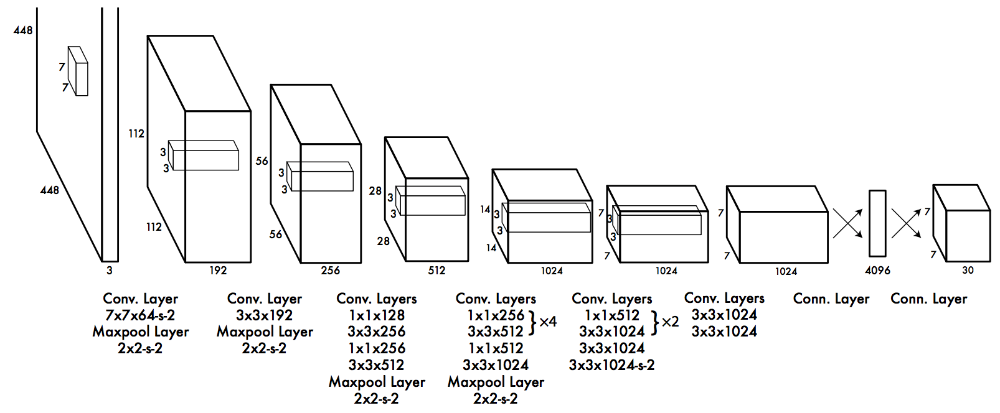 448
7
7
448
3
112
3
3
112
192
56
3
3
56
256
28
3
3
28
512
14
3
3
14
1024
7
3
3
7
1024
7
7
1024
4096
7
7
30
Conv. Layer
7x7x64-s-2
Maxpool Layer
2x2-s-2
Conv. Layer
3x3x192
Maxpool Layer
2x2-s-2
Conv. Layers
1x1x128
3x3x256
1x1x256
3x3x512
Maxpool Layer
2x2-s-2
Conv. Layers
1x1x256
3x3x512
}×4
1x1x512
3x3x1024
Maxpool Layer
2x2-s-2
Conv. Layers
1x1x512
3x3x1024
}×2
3x3x1024
3x3x1024-s-2
Conv. Layers
3x3x1024
3x3x1024
Conn. Layer
Conn. Layer